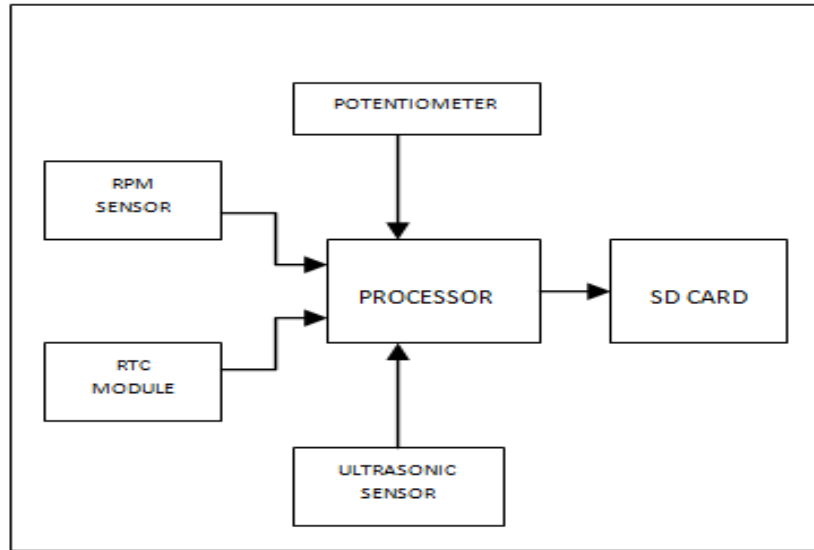 POTENTIOMETER
RPM
SENSOR
PROCESSOR
SD CARD
RTC
MODULE
ULTRASONIC
SENSOR